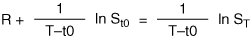 R + 1/(T–t0) ln S_t0 = 1/(T–t0) ln S_T